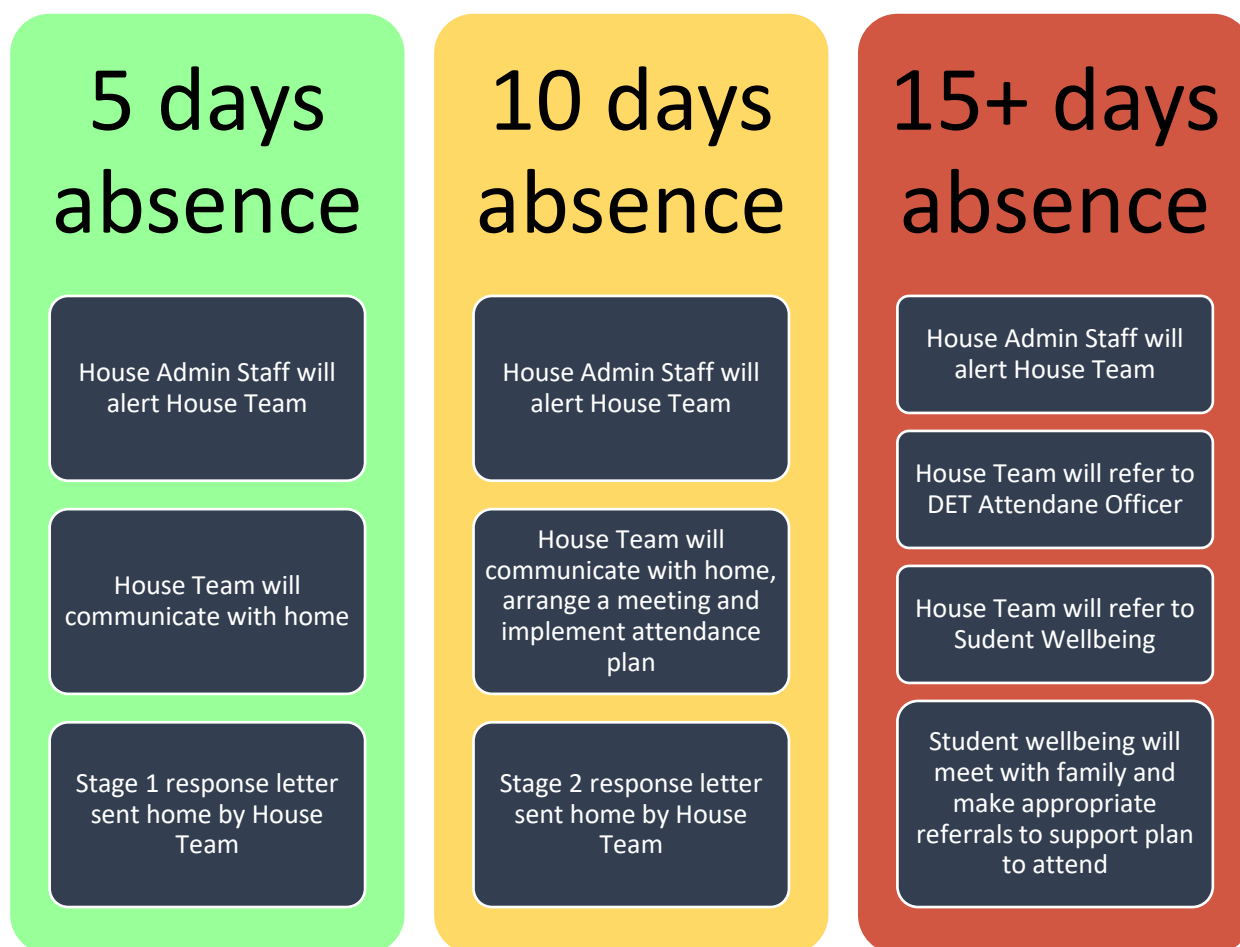 5 days
absence
House Admin Staff will
alert House Team
House Team will
communicate with home
Stage 1 response letter
sent home by House
Team
10 days
absence
House Admin Staff will
alert House Team
House Team will
communicate with home,
arrange a meeting and
implement attendance
plan
Stage 2 response letter
sent home by House
Team
15+ days
absence
House Admin Staff will
alert House Team
House Team will refer to
DET Attendane Officer
House Team will refer to
Sudent Wellbeing
Student wellbeing will
meet with family and
make appropriate
referrals to support plan
to attend